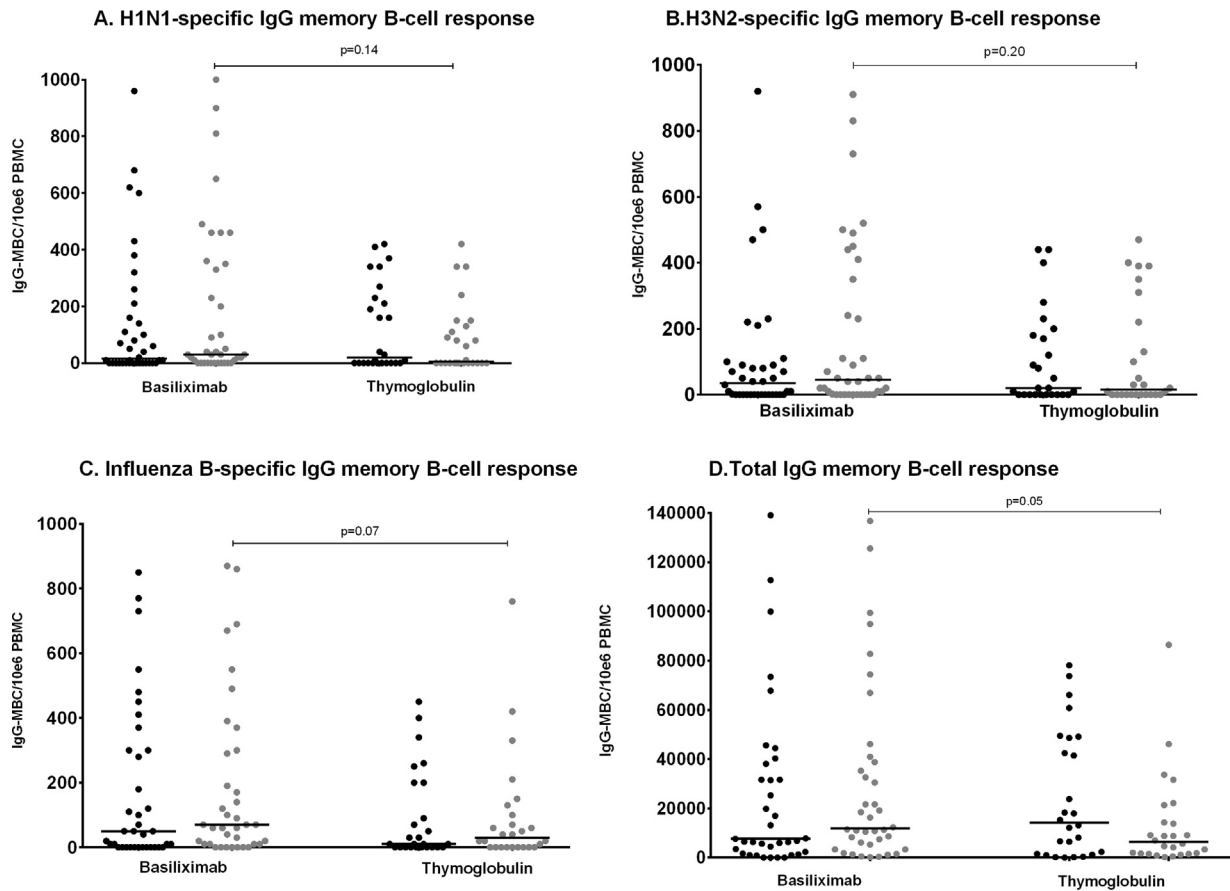 A. H1N1-specific IgG memory B-cell response
p=0.14
IgG-MBC/10e6 PBMC
1000
800
600
400
200
0
Basiliximab
Thymoglobulin
B.H3N2-specific IgG memory B-cell response
p=0.20
IgG-MBC/10e6 PBMC
1000
800
600
400
200
0
Basiliximab
Thymoglobulin
C. Influenza B-specific IgG memory B-cell response
p=0.07
IgG-MBC/10e6 PBMC
1000
800
600
400
200
0
Basiliximab
Thymoglobulin
D.Total IgG memory B-cell response
p=0.05
IgG-MBC/10e6 PBMC
140000
120000
100000
80000
60000
40000
20000
0
Basiliximab
Thymoglobulin